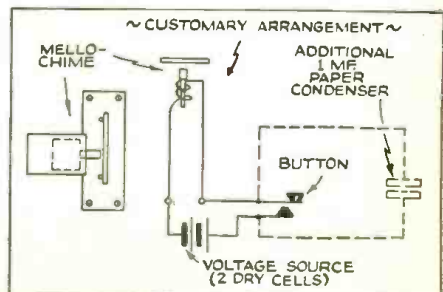 ~CUSTOMARY ARRANGEMENT~
MELLO-
CHIME
ADDITIONAL
1 MF.
PAPER
CONDENSER
BUTTON
VOLTAGE SOURCE
(2 DRY CELLS)